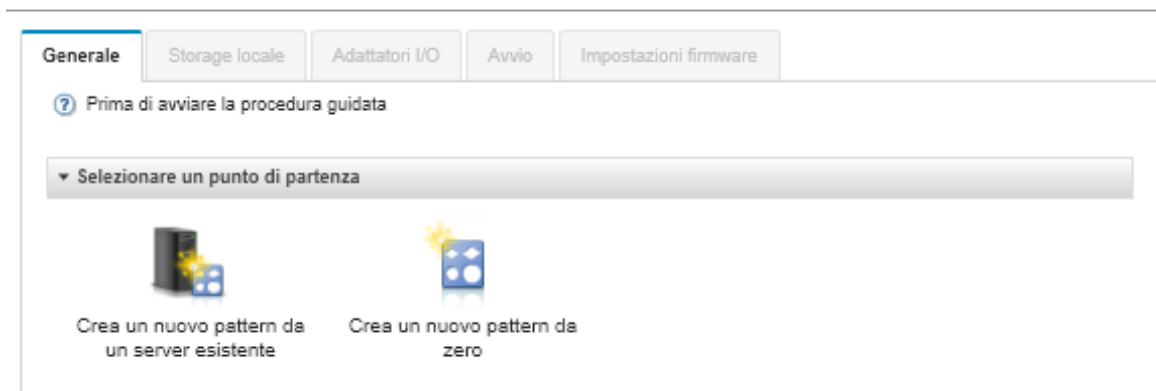 Generale Storage locale Adattatori I/O Avvio Impostazioni firmware
? Prima di avviare la procedura guidata
Selezionare un punto di partenza
Crea un nuovo pattern da
un server esistente
Crea un nuovo pattern da
zero